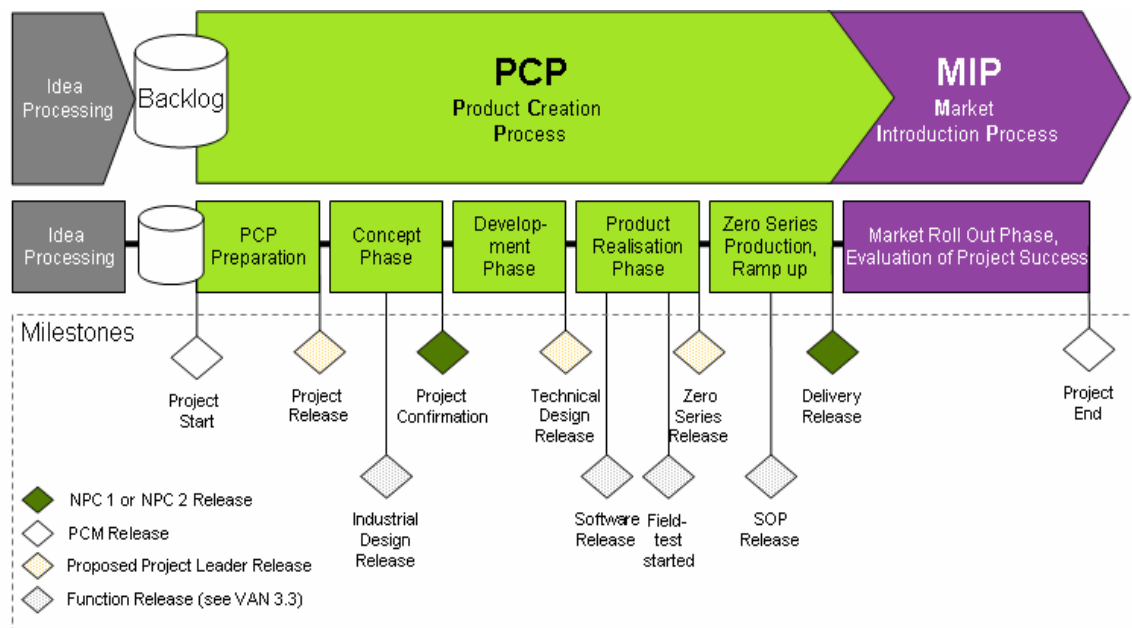 Idea
Processing
Backlog
PCP
Product Creation
Process
MIP
Market
Introduction Process
Idea
Processing
PCP
Preparation
Concept
Phase
Develop-
ment
Phase
Product
Realisation
Phase
Zero Series
Production,
Ramp up
Market Roll Out Phase,
Evaluation of Project Success
Milestones
Project
Start
Project
Release
Project
Confirmation
Technical
Design
Release
Zero
Series
Release
Delivery
Release
Project
End
Industrial
Design
Release
Software
Release
Field-
test
started
SOP
Release
NPC 1 or NPC 2 Release
PCM Release
Proposed Project Leader Release
Function Release (see VAN 3.3)